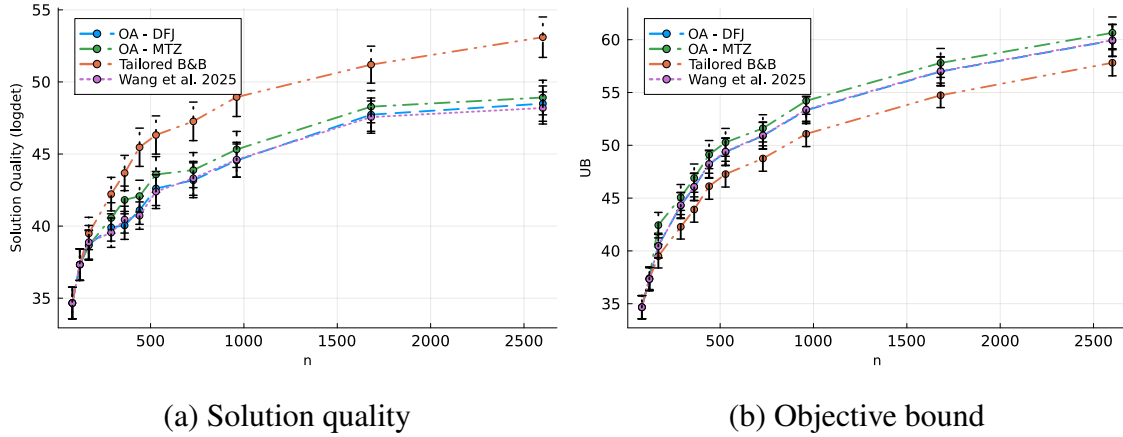 OA - DFJ
OA - MTZ
Tailored B&B
Wang et al. 2025
Solution Quality (logdet)
55
50
45
40
35
500
1000
1500
2000
2500
n
(a) Solution quality
OA - DFJ
OA - MTZ
Tailored B&B
Wang et al. 2025
UB
60
55
50
45
40
35
500
1000
1500
2000
2500
n
(b) Objective bound